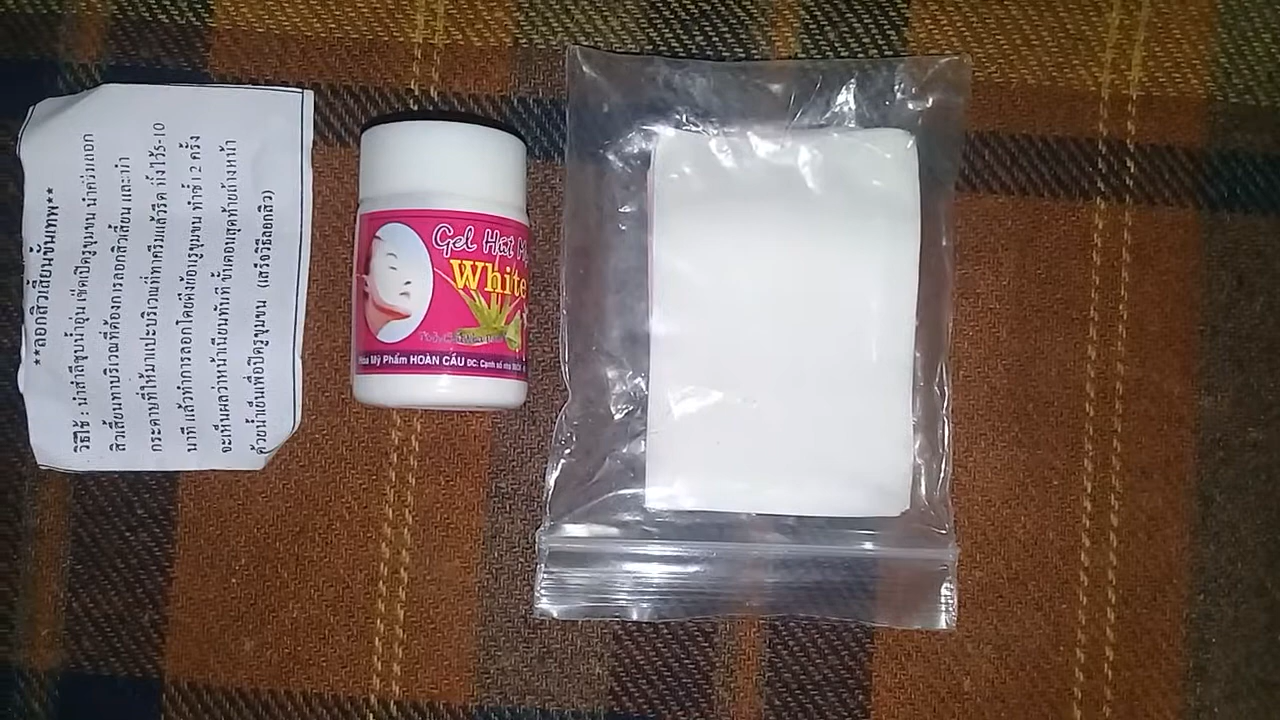 **ลอกสิวเสี้ยนขั้นเทพ**
วิธีใช้ : นำสำลีชุบน้ำอุ่น เช็ดเปิดรูขุมขน นำครีมลอก
สิวเสี้ยนทาบริเวณที่ต้องการลอกสิวเสี้ยน และนำ
กระดาษที่ให้มาแปะบริเวณที่ทาครีมแล้วรีด ทิ้งไว้5-10
นาที แล้วทำการลอกโดยดึงย้อนรูขุมขน ทำซ้ำ 2 ครั้ง
จะเห็นผลว่าหน้าเนียนทันที ขั้นตอนสุดท้ายล้างหน้า
ด้วยน้ำเย็นเพื่อปิดรูขุมขน (เสร็จวิธีลอกสิว)
Gel Hút
White
Hóa Mỹ Phẩm HOÀN CẦU ĐC: Cạnh số nhà